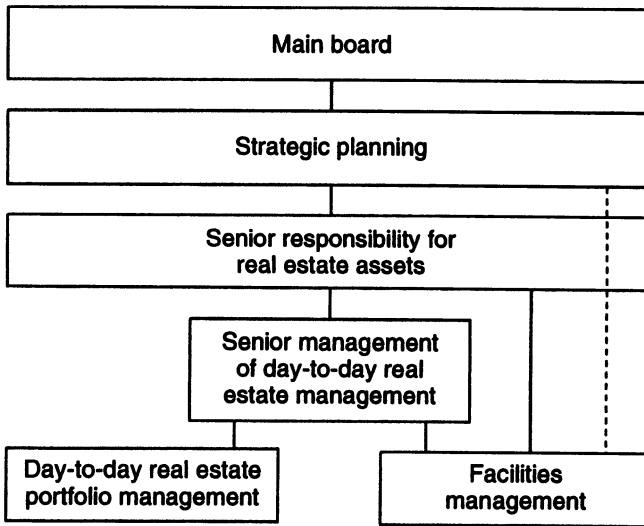 Main board
Strategic planning
Senior responsibility for
real estate assets
Senior management
of day-to-day real
estate management
Day-to-day real estate
portfolio management
Facilities
management